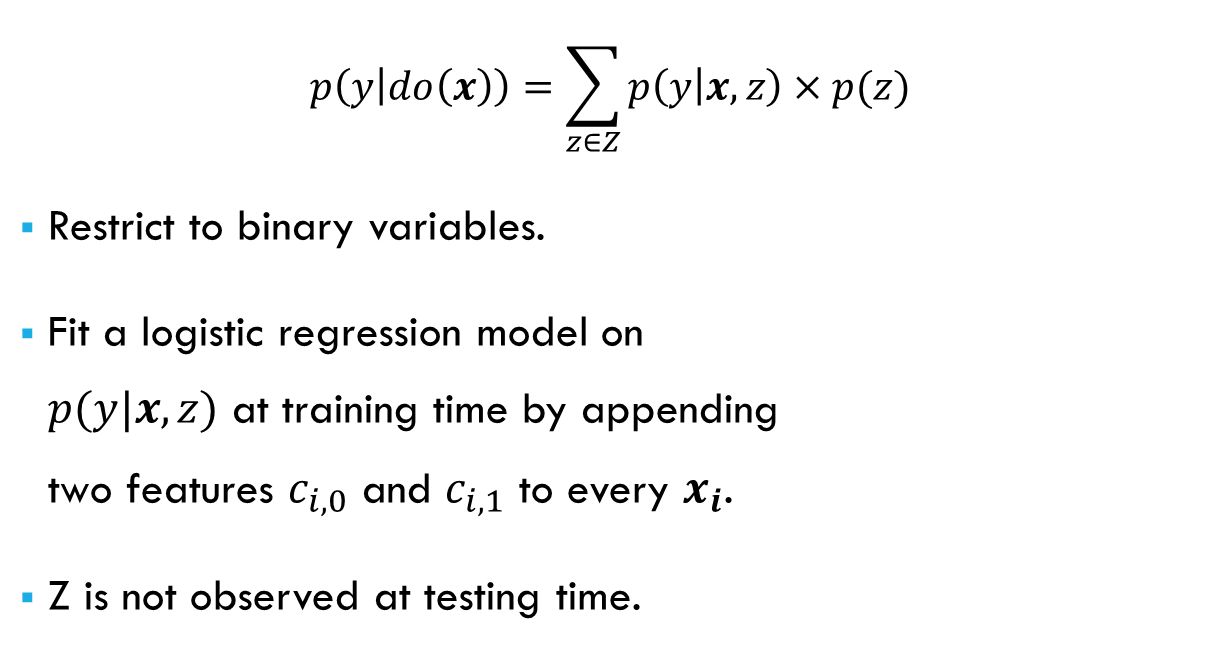 p(y|do(x)) = ∑ p(y|x, z) × p(z)
z∈Z
▪ Restrict to binary variables.
▪ Fit a logistic regression model on
p(y|x, z) at training time by appending
two features c_{i,0} and c_{i,1} to every x_i.
▪ Z is not observed at testing time.